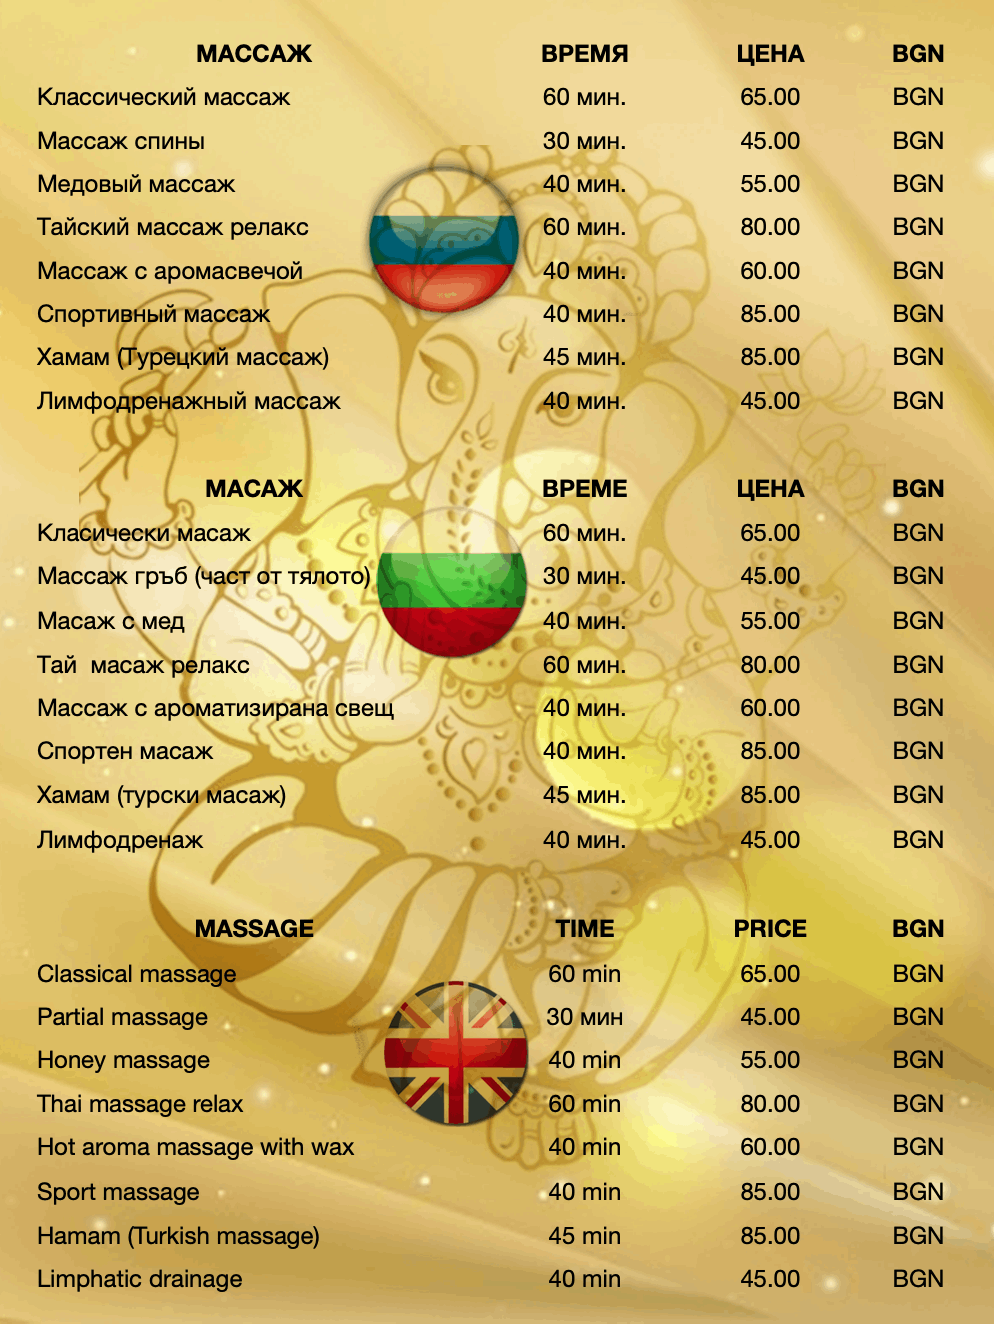 МАССАЖ ВРЕМЯ ЦЕНА BGN
Классический массаж 60 мин. 65.00 BGN
Массаж спины 30 мин. 45.00 BGN
Медовый массаж 40 мин. 55.00 BGN
Тайский массаж релакс 60 мин. 80.00 BGN
Массаж с аромасвечой 40 мин. 60.00 BGN
Спортивный массаж 40 мин. 85.00 BGN
Хамам (Турецкий массаж) 45 мин. 85.00 BGN
Лимфодренажный массаж 40 мин. 45.00 BGN
МАСАЖ ВРЕМЕ ЦЕНА BGN
Класически масаж 60 мин. 65.00 BGN
Массаж гръб (част от тялото) 30 мин. 45.00 BGN
Масаж с мед 40 мин. 55.00 BGN
Тай  масаж релакс 60 мин. 80.00 BGN
Массаж с ароматизирана свещ 40 мин. 60.00 BGN
Спортен масаж 40 мин. 85.00 BGN
Хамам (турски масаж) 45 мин. 85.00 BGN
Лимфодренаж 40 мин. 45.00 BGN
MASSAGE TIME PRICE BGN
Classical massage 60 min 65.00 BGN
Partial massage 30 мин 45.00 BGN
Honey massage 40 min 55.00 BGN
Thai massage relax 60 min 80.00 BGN
Hot aroma massage with wax 40 min 60.00 BGN
Sport massage 40 min 85.00 BGN
Hamam (Turkish massage) 45 min 85.00 BGN
Limphatic drainage 40 min 45.00 BGN